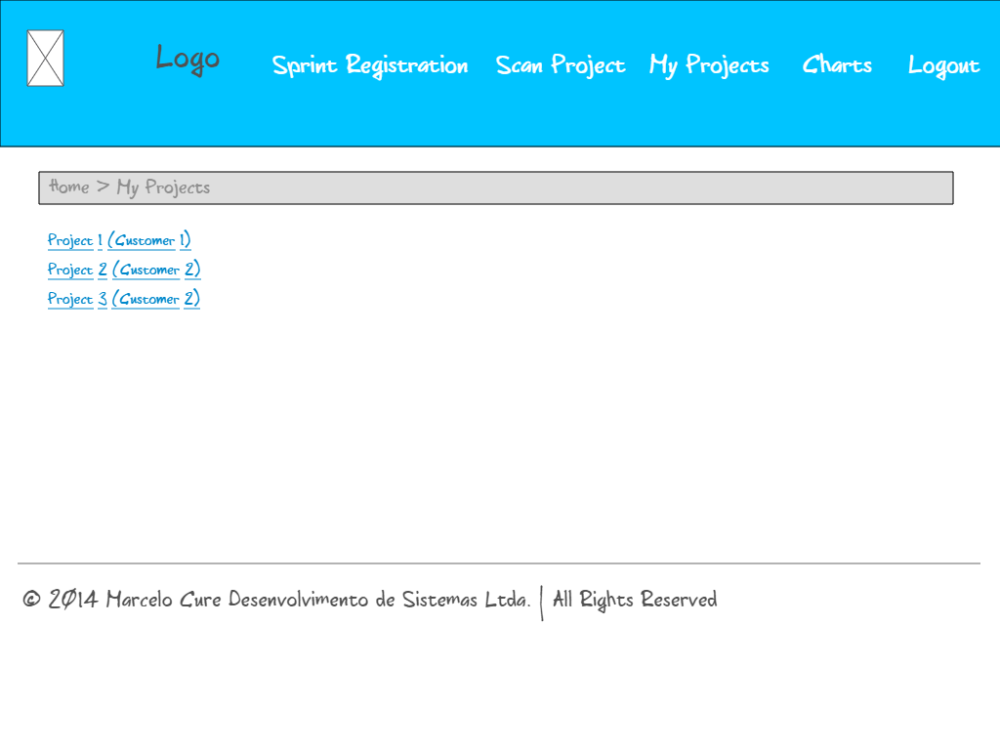 Logo
Sprint Registration Scan Project My Projects Charts Logout
Home > My Projects
Project 1 (Customer 1)
Project 2 (Customer 2)
Project 3 (Customer 2)
© 2014 Marcelo Cure Desenvolvimento de Sistemas Ltda. | All Rights Reserved